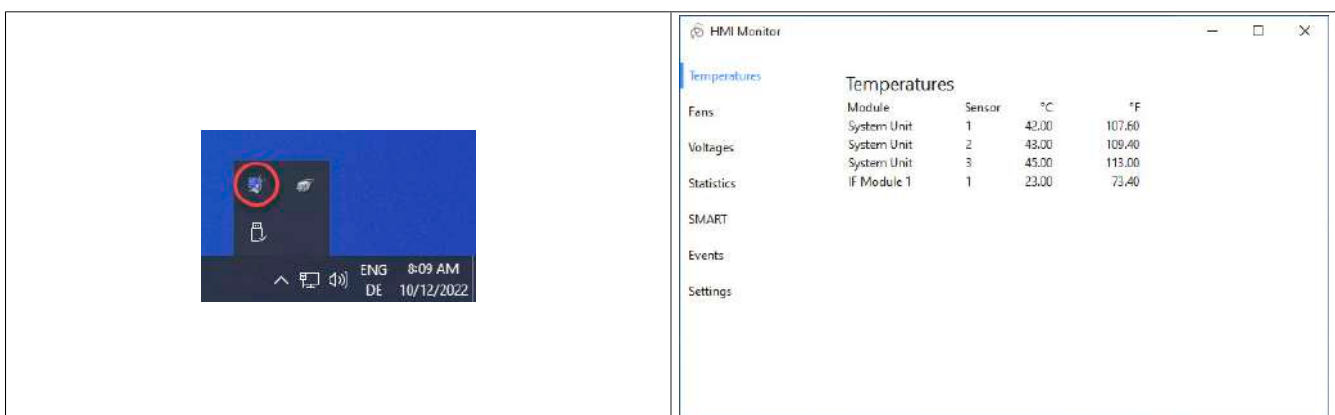 ENG 8:09 AM
DE 10/12/2022
HMI Monitor
Temperatures
Fans
Voltages
Statistics
SMART
Events
Settings
Temperatures
Module Sensor °C °F
System Unit 1 42.00 107.60
System Unit 2 43.00 109.40
System Unit 3 45.00 113.00
IF Module 1 1 23.00 73.40